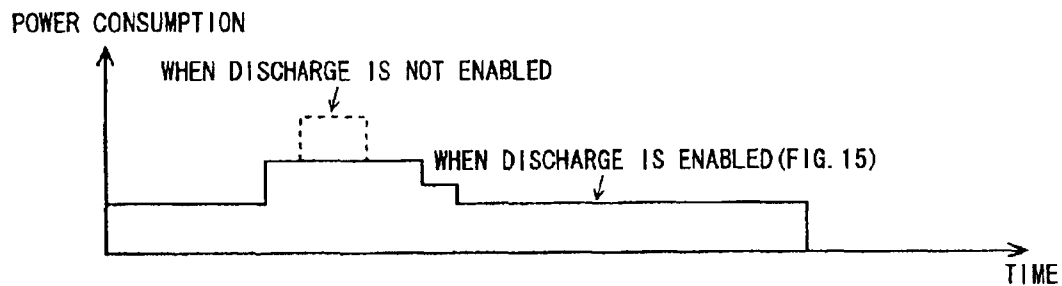 POWER CONSUMPTION
WHEN DISCHARGE IS NOT ENABLED
WHEN DISCHARGE IS ENABLED(FIG. 15)
TIME